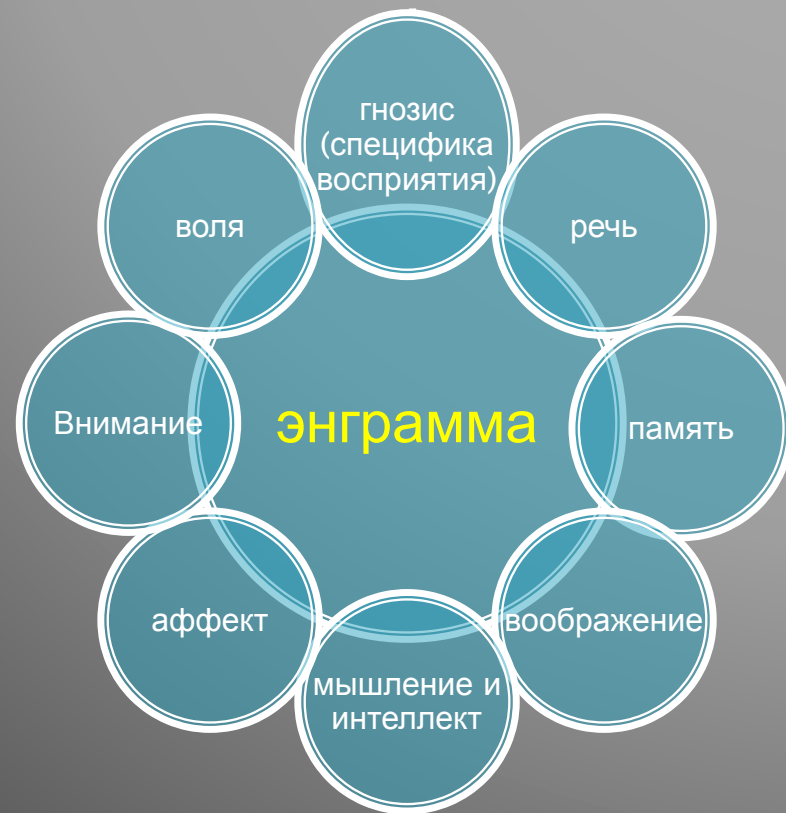 гнозис
(специфика
восприятия)
речь
память
воображение
мышление и
интеллект
аффект
Внимание
воля
энграмма